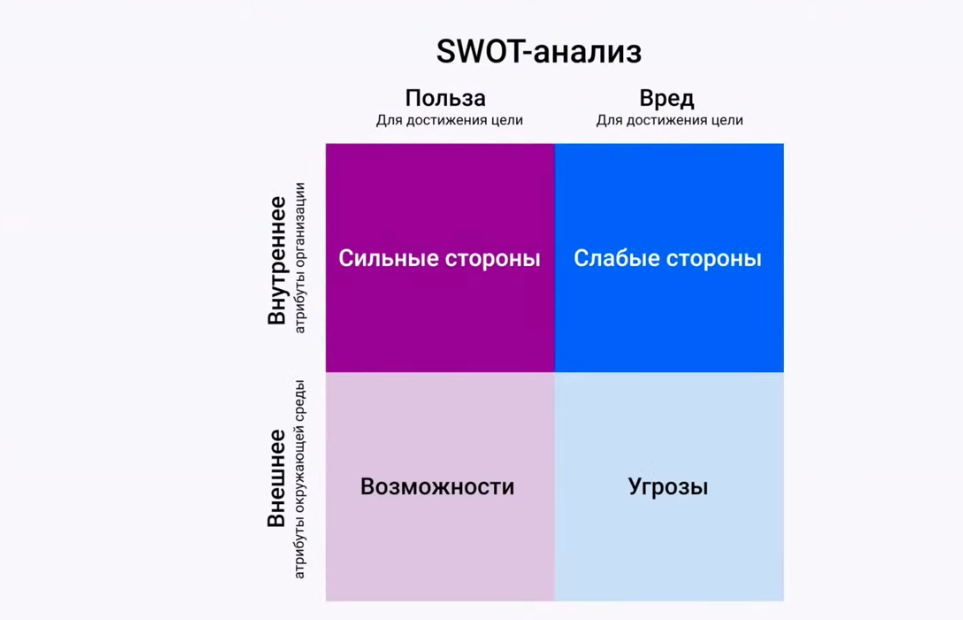 SWOT-анализ
Польза
Для достижения цели
Вред
Для достижения цели
Внутреннее
атрибуты организации
Сильные стороны
Слабые стороны
Внешнее
атрибуты окружающей среды
Возможности
Угрозы